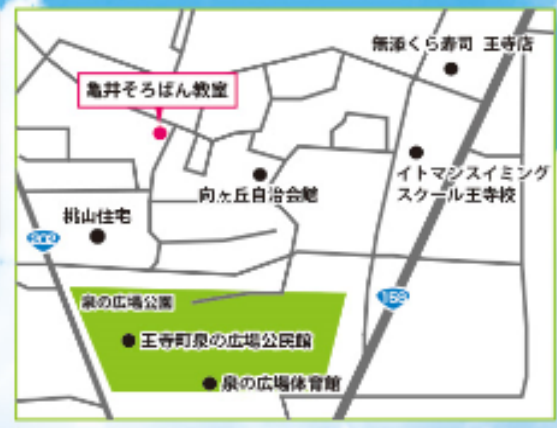 無添くら寿司 王寺店
亀井そろばん教室
イトマンスイミング
スクール王寺校
向ヶ丘自治会館
桃山住宅
168
泉の広場公園
王寺町泉の広場公民館
泉の広場体育館